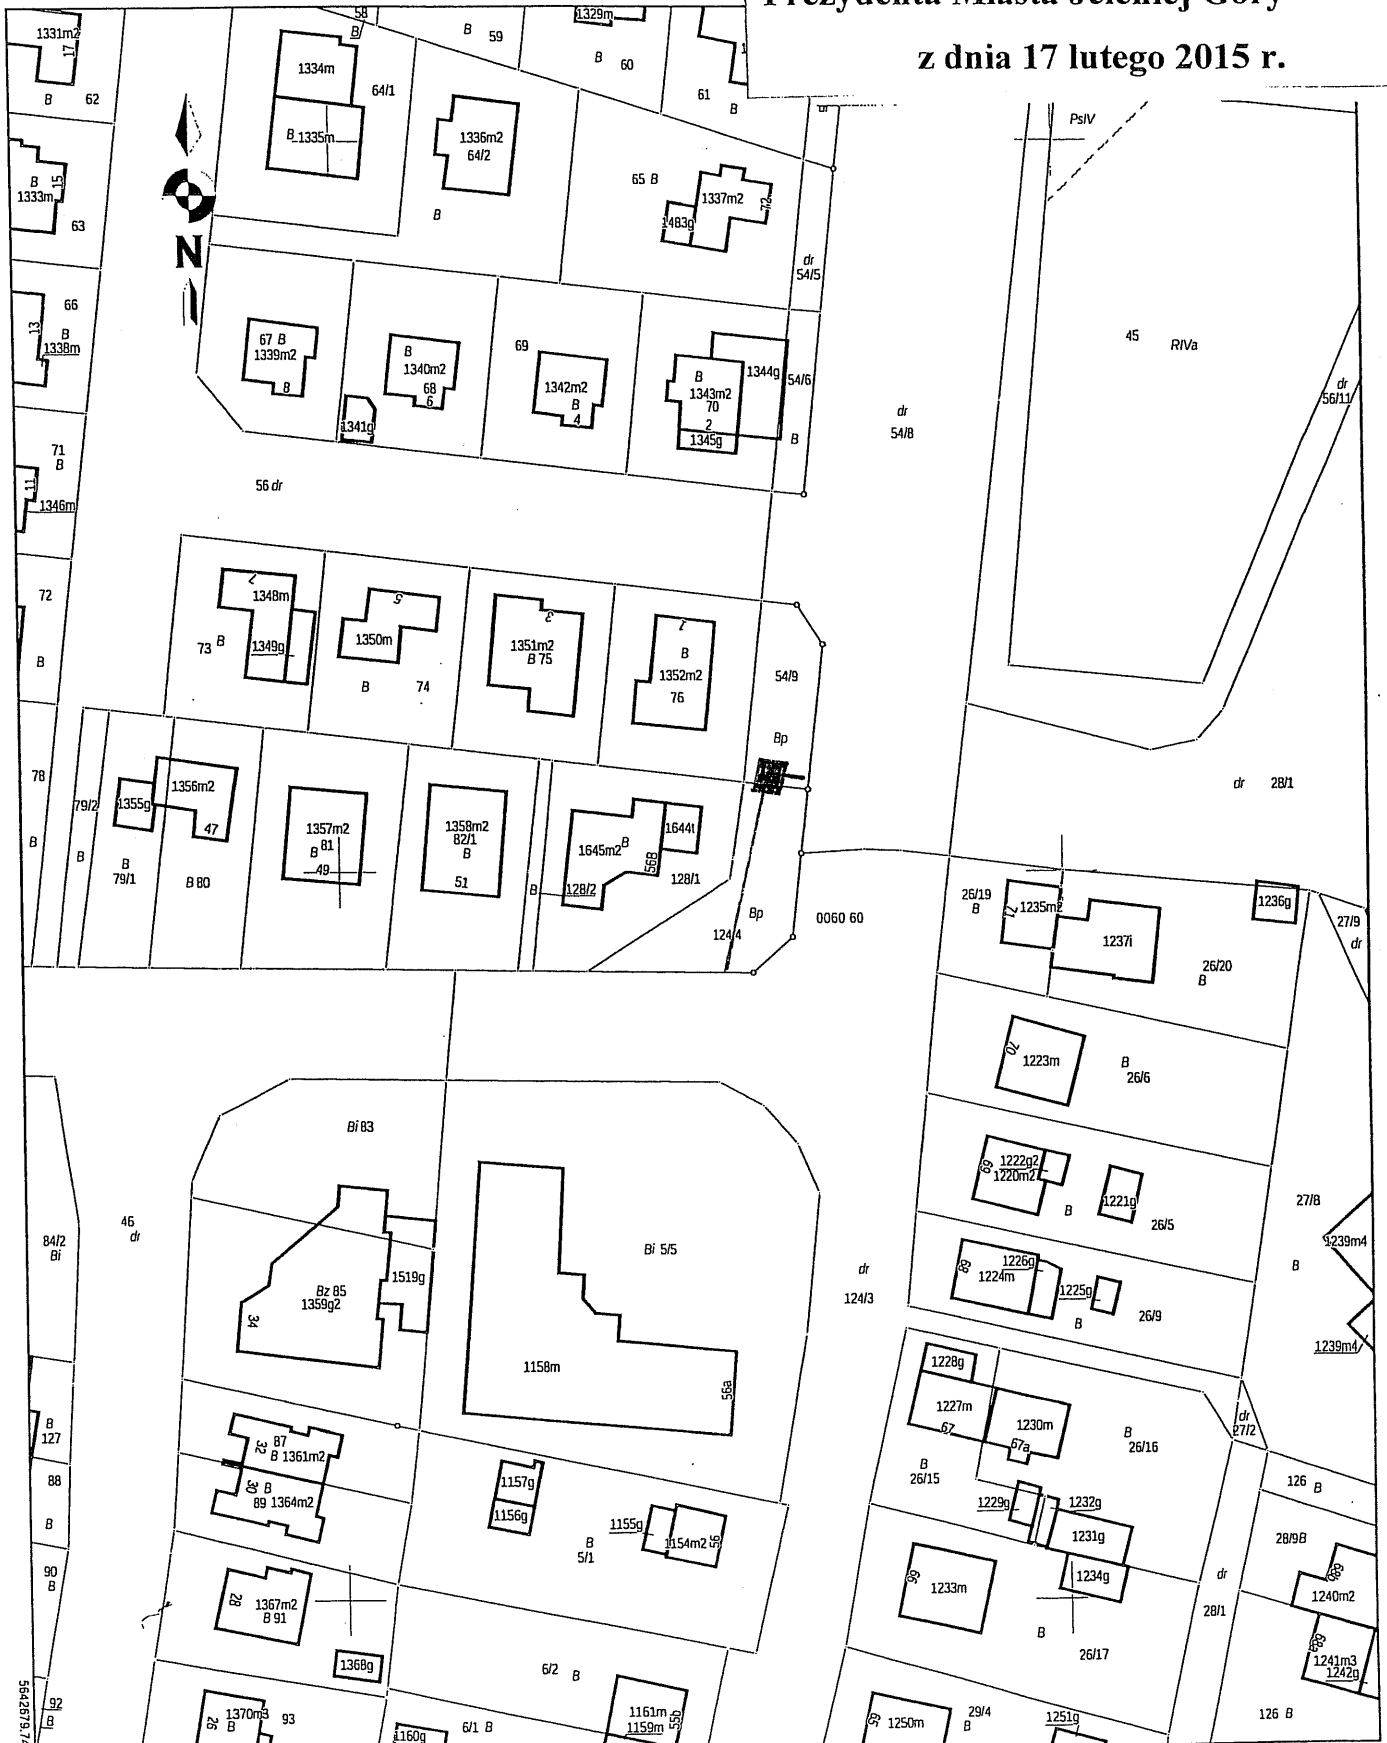 z dnia 17 lutego 2015 r.
1331m2
17
B 62
58
B
B 59
1329m
B 60
61
B
1334m
64/1
B 1335m
1336m2
64/2
B
PsIV
B
1333m
15
63
65 B
1337m2
72
1483g
N
dr
54/5
66
B
13
1338m
67 B
1339m2
8
B
1340m2
68
6
1341g
69
1342m2
B
4
B
1343m2
70
2
1344g
1345g
54/6
B
45 RIVa
dr
56/11
dr
54/8
71
B
11
1346m
56 dr
72
B
7
1348m
1349g
73 B
5
1350m
B 74
3
1351m2
B 75
1
B
1352m2
76
54/9
Bp
78
B
79/2
B
1355g
1356m2
47
B
79/1
B 80
1357m2
B 81
49
1358m2
82/1
B
51
B
1645m2 B
56B
1644t
128/2
128/1
dr 28/1
Bp
124/4
0060 60
26/19
B
71
1235m2
1237i
1236g
27/9
dr
26/20
B
70
1223m
B
26/6
Bi 83
69
1222g2
1220m2
1221g
B 26/5
27/8
1239m4
B
84/2
Bi
46
dr
Bi 5/5
Bz 85
1359g2
34
1519g
dr
124/3
68
1226g
1224m
1225g
B 26/9
1239m4
1158m
56a
1228g
1227m
67
1230m
67a
dr
27/2
B
26/16
B
26/15
B
127
88
B
87
B 1361m2
32
30 B
89 1364m2
1157g
1156g
1155g
1154m2
56
B
5/1
1229g
1232g
1231g
126 B
28/9B
90
B
1367m2
B 91
28
1368g
66
1233m
1234g
dr
28/1
68b
1240m2
68a
1241m3
1242g
B
26/17
6/2 B
92
B
1370m3
B
26
93
1160g
6/1 B
1161m
1159m
55b
65
1250m
29/4
B
1251g
126 B